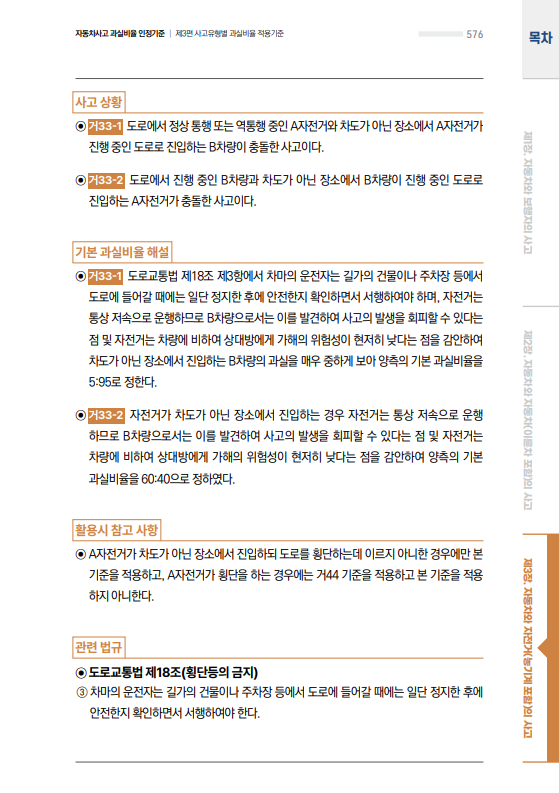 자동차사고 과실비율 인정기준 | 제3편 사고유형별 과실비율 적용기준
576
목차
사고 상황
◉ 거33-1 도로에서 정상 통행 또는 역통행 중인 A자전거와 차도가 아닌 장소에서 A자전거가
진행 중인 도로로 진입하는 B차량이 충돌한 사고이다.
◉ 거33-2 도로에서 진행 중인 B차량과 차도가 아닌 장소에서 B차량이 진행 중인 도로로
진입하는 A자전거가 충돌한 사고이다.
기본 과실비율 해설
◉ 거33-1 도로교통법 제18조 제3항에서 차마의 운전자는 길가의 건물이나 주차장 등에서
도로에 들어갈 때에는 일단 정지한 후에 안전한지 확인하면서 서행하여야 하며, 자전거는
통상 저속으로 운행하므로 B차량으로서는 이를 발견하여 사고의 발생을 회피할 수 있다는
점 및 자전거는 차량에 비하여 상대방에게 가해의 위험성이 현저히 낮다는 점을 감안하여
차도가 아닌 장소에서 진입하는 B차량의 과실을 매우 중하게 보아 양측의 기본 과실비율을
5:95로 정한다.
◉ 거33-2 자전거가 차도가 아닌 장소에서 진입하는 경우 자전거는 통상 저속으로 운행
하므로 B차량으로서는 이를 발견하여 사고의 발생을 회피할 수 있다는 점 및 자전거는
차량에 비하여 상대방에게 가해의 위험성이 현저히 낮다는 점을 감안하여 양측의 기본
과실비율을 60:40으로 정하였다.
활용시 참고 사항
◉ A자전거가 차도가 아닌 장소에서 진입하되 도로를 횡단하는데 이르지 아니한 경우에만 본
기준을 적용하고, A자전거가 횡단을 하는 경우에는 거44 기준을 적용하고 본 기준을 적용
하지 아니한다.
관련 법규
◉ 도로교통법 제18조(횡단등의 금지)
③ 차마의 운전자는 길가의 건물이나 주차장 등에서 도로에 들어갈 때에는 일단 정지한 후에
안전한지 확인하면서 서행하여야 한다.
제1장. 자동차와 보행자의 사고
제2장. 자동차와 자동차(이륜차 포함)의 사고
제3장. 자동차와 자전거(농기계 포함)의 사고